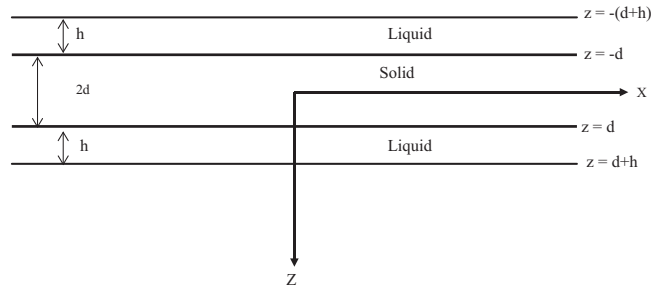 z = -(d+h)
h
Liquid
z = -d
Solid
2d
X
z = d
h
Liquid
z = d+h
Z